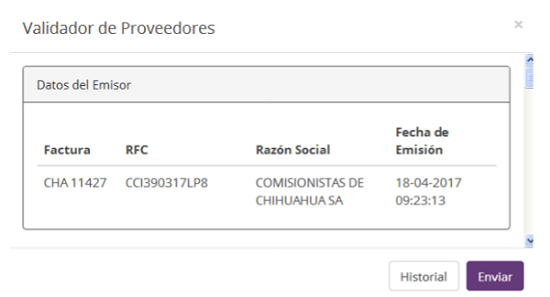 Validador de Proveedores ×
Datos del Emisor
Factura RFC Razón Social Fecha de Emisión
CHA 11427 CCI390317LP8 COMISIONISTAS DE CHIHUAHUA SA 18-04-2017 09:23:13
Historial Enviar